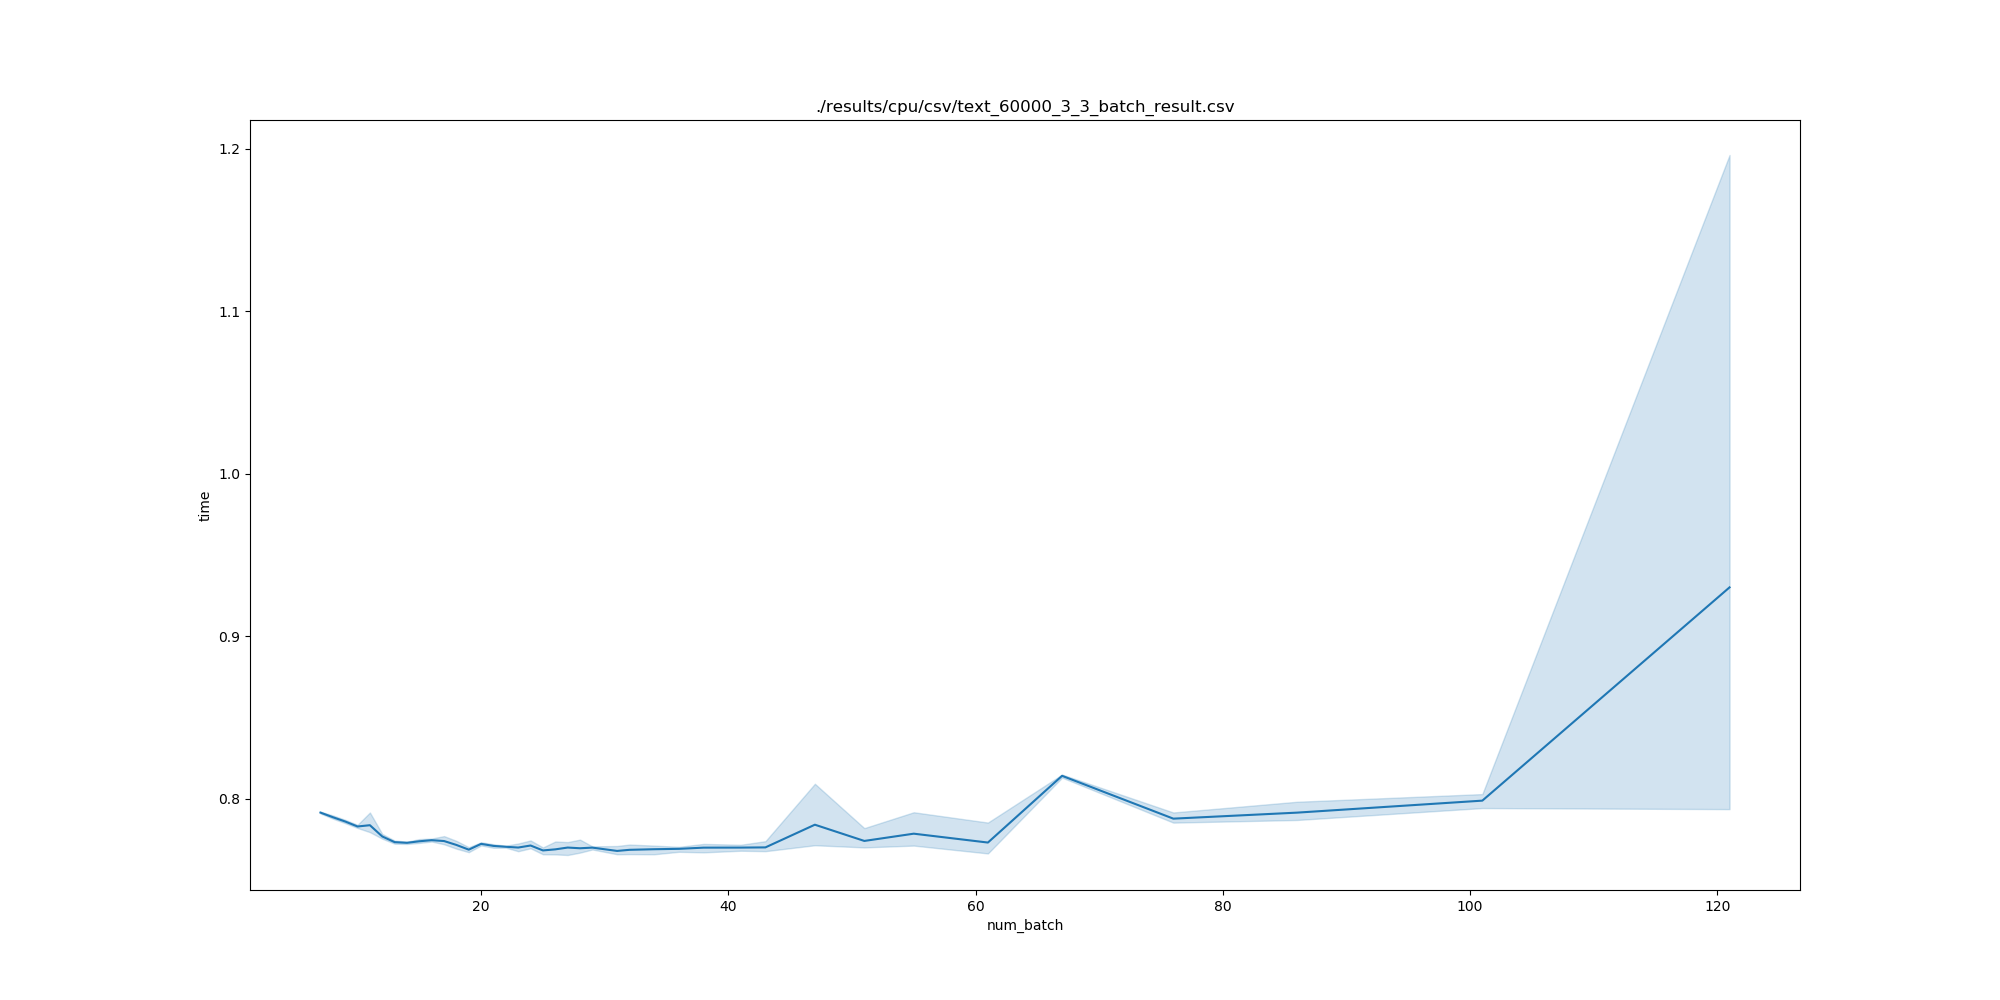 ./results/cpu/csv/text_60000_3_3_batch_result.csv
1.2
1.1
1.0
0.9
0.8
time
20 40 60 80 100 120
num_batch